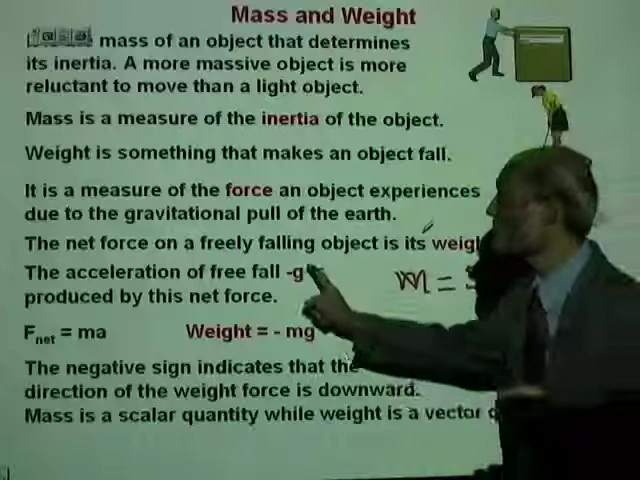 Mass and Weight
mass of an object that determines
its inertia. A more massive object is more
reluctant to move than a light object.
Mass is a measure of the inertia of the object.
Weight is something that makes an object fall.
It is a measure of the force an object experiences
due to the gravitational pull of the earth.
The net force on a freely falling object is its
The acceleration of free fall -g
produced by this net force.
m =
Fnet = ma Weight = - mg
The negative sign indicates that the
direction of the weight force is downward.
Mass is a scalar quantity while weight is a vector